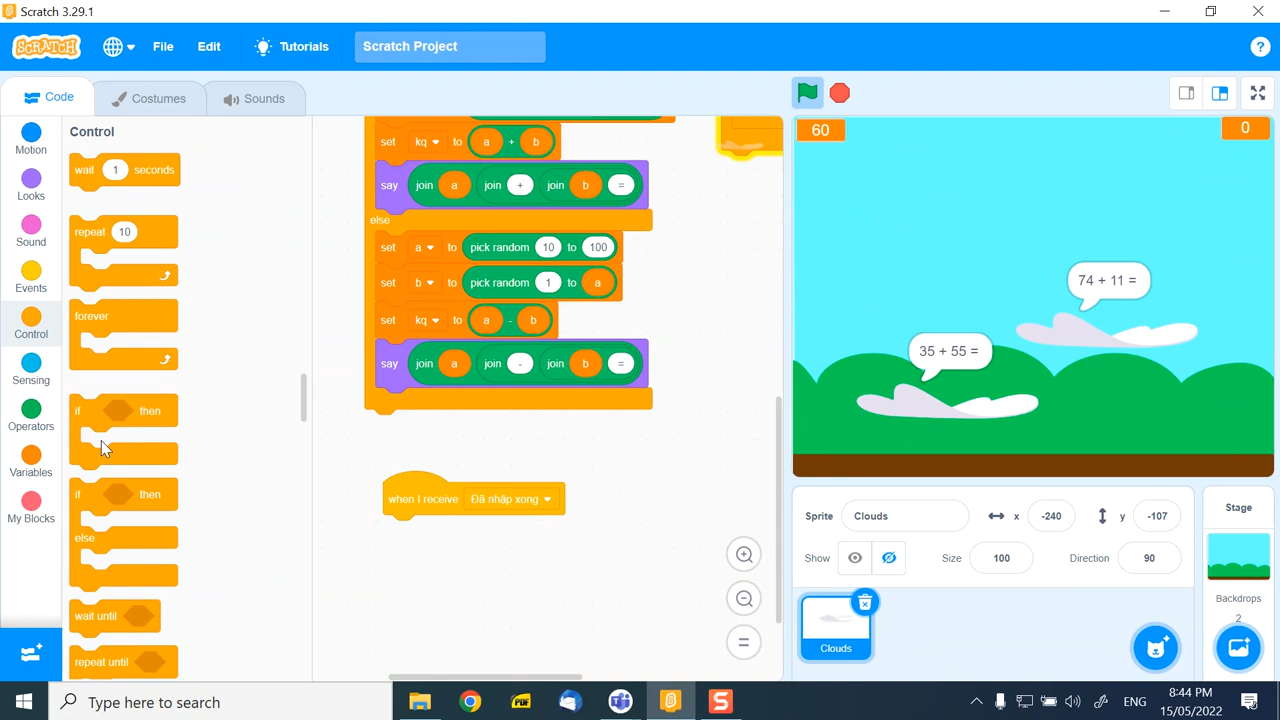 Scratch 3.29.1
SCRATCH File Edit Tutorials Scratch Project ?
Code Costumes Sounds
Motion
Looks
Sound
Events
Control
Sensing
Operators
Variables
My Blocks
Control
wait 1 seconds
repeat 10
forever
if then
if then
else
wait until
repeat until
set kq to a + b
say join a join + join b =
else
set a to pick random 10 to 100
set b to pick random 1 to a
set kq to a - b
say join a join - join b =
when I receive Đã nhập xong
60
0
74 + 11 =
35 + 55 =
Sprite Clouds x -240 y -107
Show Size 100 Direction 90
Clouds
Stage
Backdrops
2
Type here to search
PDF
ENG
8:44 PM
15/05/2022